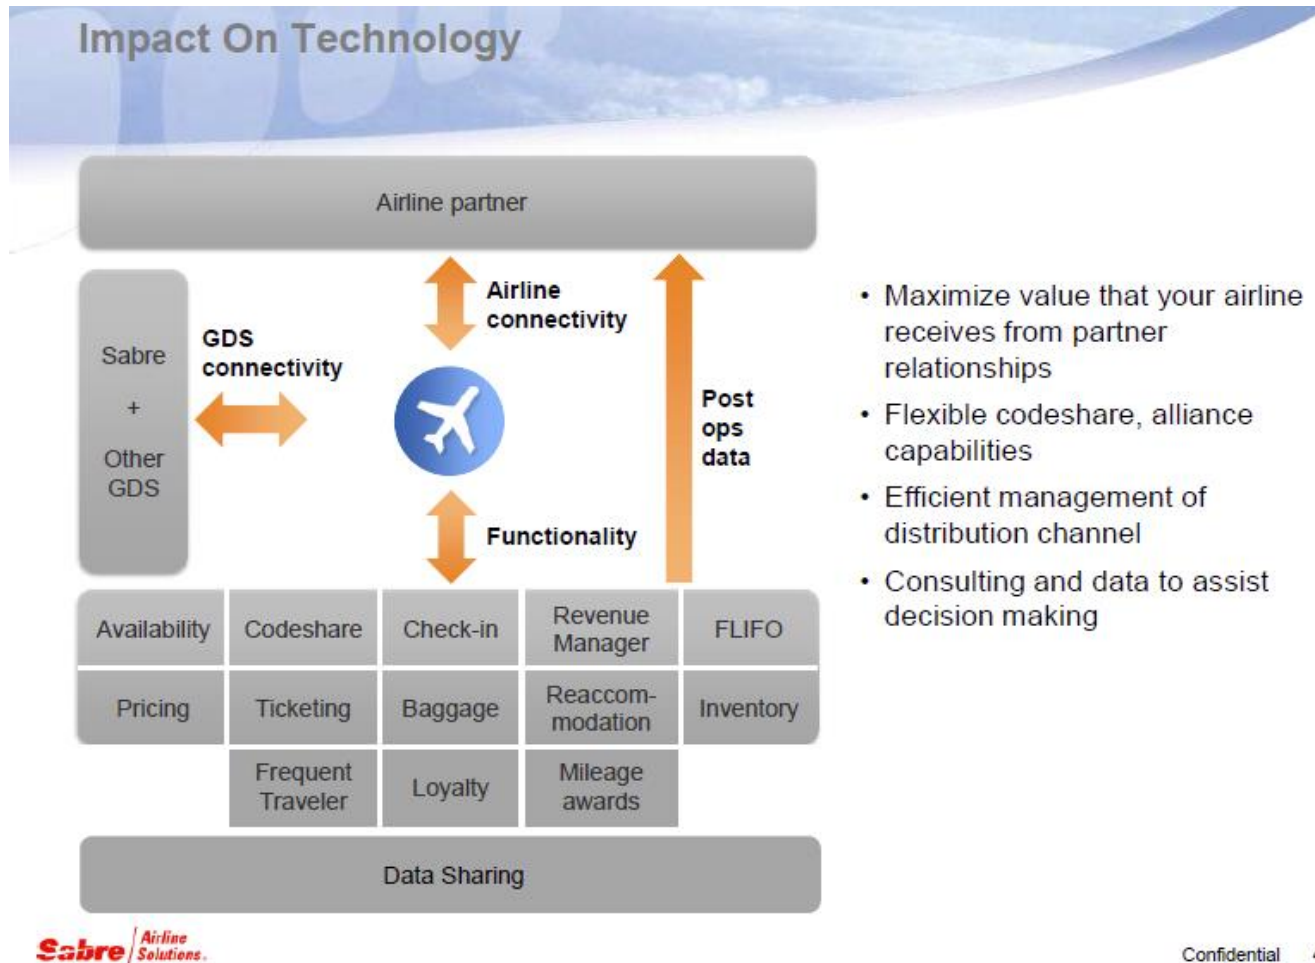 Impact On Technology
Airline partner
Airline
connectivity
GDS
connectivity
Sabre
+
Other
GDS
Post
ops
data
Functionality
Availability
Codeshare
Check-in
Revenue
Manager
FLIFO
Pricing
Ticketing
Baggage
Reaccom-
modation
Inventory
Frequent
Traveler
Loyalty
Mileage
awards
Data Sharing
• Maximize value that your airline
receives from partner
relationships
• Flexible codeshare, alliance
capabilities
• Efficient management of
distribution channel
• Consulting and data to assist
decision making
Sabre Airline
Solutions.
Confidential